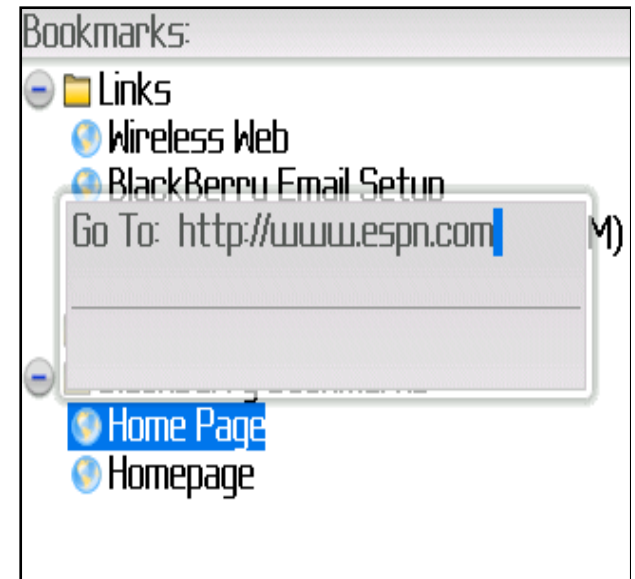 Bookmarks:
Links
Wireless Web
BlackBerry Email Setup
Go To: http://www.espn.com
M)
Home Page
Homepage